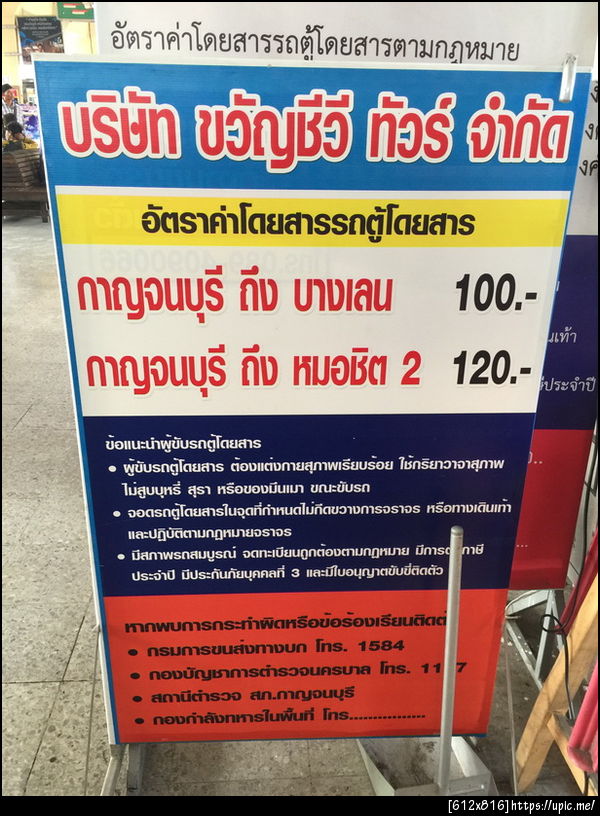 อัตราค่าโดยสารรถตู้โดยสารตามกฎหมาย
บริษัท ขวัญชีวี ทัวร์ จำกัด
อัตราค่าโดยสารรถตู้โดยสาร
กาญจนบุรี ถึง บางเลน 100.-
กาญจนบุรี ถึง หมอชิต 2 120.-
ข้อแนะนำผู้ขับรถตู้โดยสาร
• ผู้ขับรถตู้โดยสาร ต้องแต่งกายสุภาพเรียบร้อย ใช้กริยาวาจาสุภาพ
ไม่สูบบุหรี่ สุรา หรือของมึนเมา ขณะขับรถ
• จอดรถตู้โดยสารในจุดที่กำหนดไม่กีดขวางการจราจร หรือทางเดินเท้า
และปฏิบัติตามกฎหมายจราจร
• มีสภาพรถสมบูรณ์ จดทะเบียนถูกต้องตามกฎหมาย มีการ
ประจำปี มีประกันภัยบุคคลที่ 3 และมีใบอนุญาตขับขี่ติดตัว
หากพบการกระทำผิดหรือข้อร้องเรียนติดต่
• กรมการขนส่งทางบก โทร. 1584
• กองบัญชาการตำรวจนครบาล โทร.
• สถานีตำรวจ สภ.กาญจนบุรี
• กองกำลังทหารในพื้นที่ โทร................
นเท้า
ประจำปี
[612x816]https://upic.me/